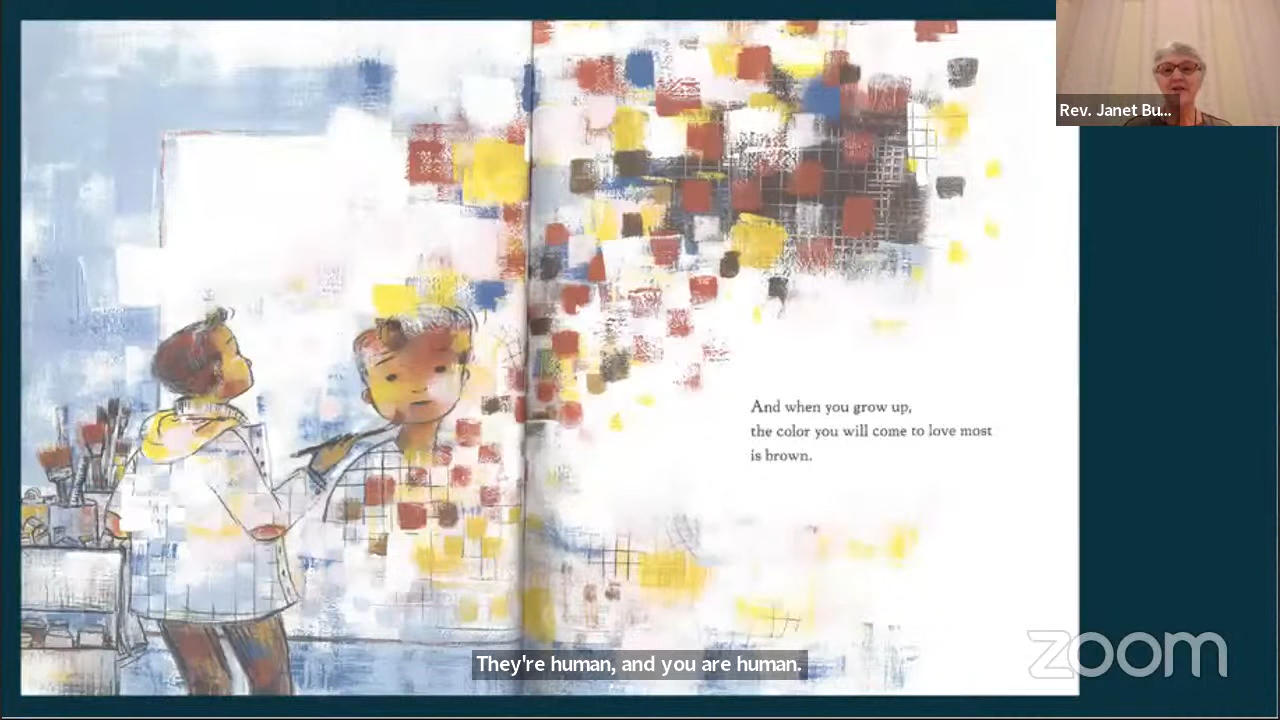 Rev. Janet Bu...
And when you grow up,
the color you will come to love most
is brown.
They're human, and you are human.
zoom